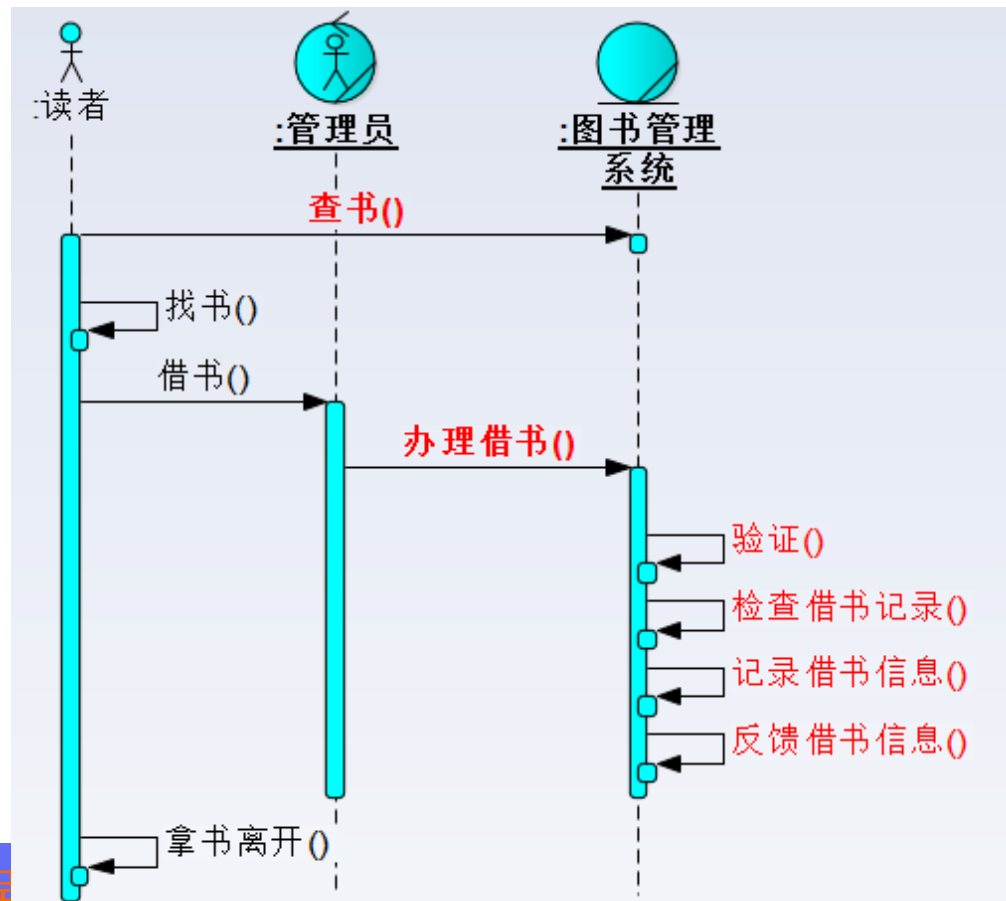 :读者
:管理员
:图书管理
系统
查书()
找书()
借书()
办理借书()
验证()
检查借书记录()
记录借书信息()
反馈借书信息()
拿书离开()